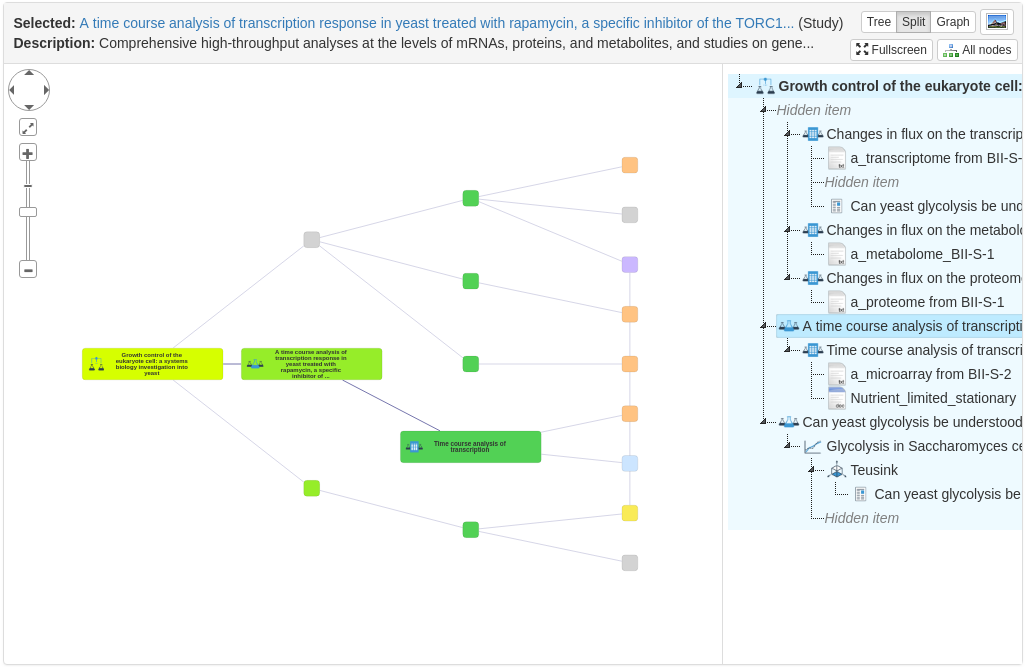 Selected: A time course analysis of transcription response in yeast treated with rapamycin, a specific inhibitor of the TORC1... (Study)
Description: Comprehensive high-throughput analyses at the levels of mRNAs, proteins, and metabolites, and studies on gene...
Tree Split Graph
Fullscreen All nodes
Growth control of the
eukaryote cell: a systems
biology investigation into
yeast
A time course analysis of
transcription response in
yeast treated with
rapamycin, a specific
inhibitor of ...
Time course analysis of
transcription
Growth control of the eukaryote cell:
Hidden item
Changes in flux on the transcrip
a_transcriptome from BII-S-
txt
Hidden item
Can yeast glycolysis be und
Changes in flux on the metabol
a_metabolome_BII-S-1
txt
Changes in flux on the proteom
a_proteome from BII-S-1
txt
A time course analysis of transcripti
Time course analysis of transcri
a_microarray from BII-S-2
txt
Nutrient_limited_stationary
doc
Can yeast glycolysis be understood
Glycolysis in Saccharomyces ce
Teusink
Can yeast glycolysis be
Hidden item